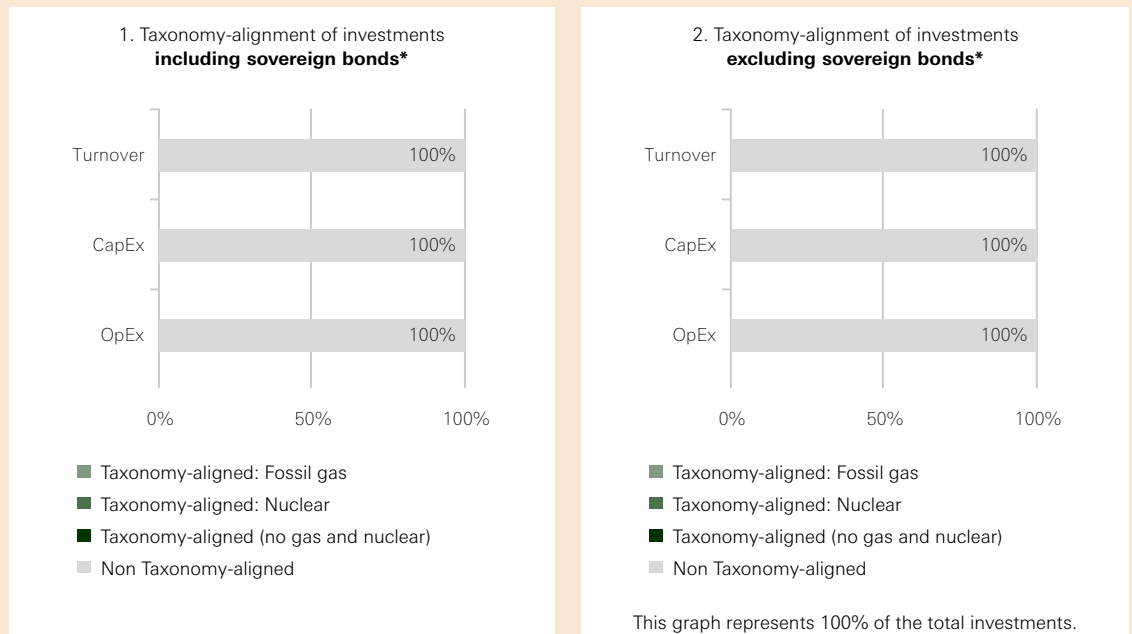 1. Taxonomy-alignment of investments
including sovereign bonds*
Turnover
100%
CapEx
100%
OpEx
100%
0%
50%
100%
Taxonomy-aligned: Fossil gas
Taxonomy-aligned: Nuclear
Taxonomy-aligned (no gas and nuclear)
Non Taxonomy-aligned
2. Taxonomy-alignment of investments
excluding sovereign bonds*
Turnover
100%
CapEx
100%
OpEx
100%
0%
50%
100%
Taxonomy-aligned: Fossil gas
Taxonomy-aligned: Nuclear
Taxonomy-aligned (no gas and nuclear)
Non Taxonomy-aligned
This graph represents 100% of the total investments.